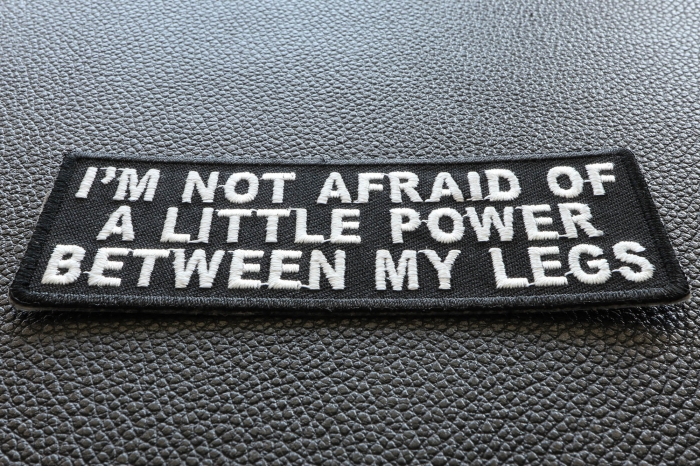 I'M NOT AFRAID OF
A LITTLE POWER
BETWEEN MY LEGS